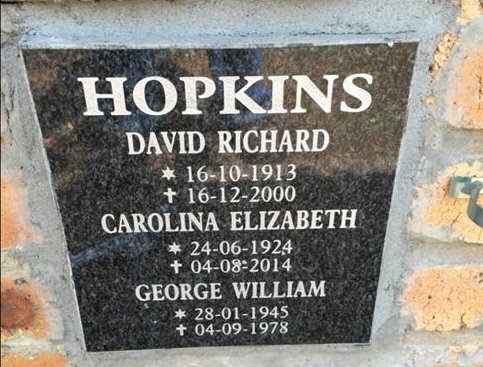 HOPKINS
DAVID RICHARD
* 16-10-1913
✝ 16-12-2000
CAROLINA ELIZABETH
* 24-06-1924
✝ 04-08-2014
GEORGE WILLIAM
* 28-01-1945
✝ 04-09-1978